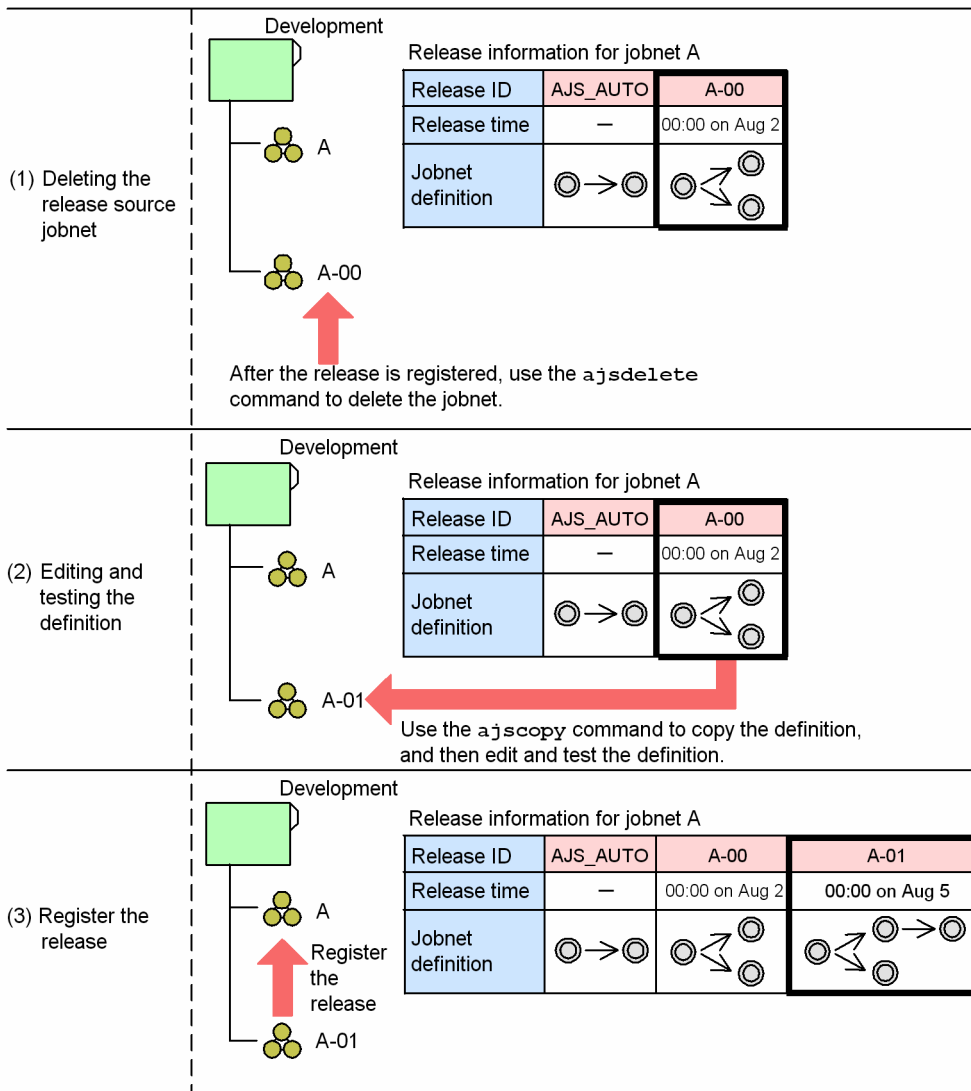 Development
Release information for jobnet A
Release ID AJS_AUTO A-00
Release time — 00:00 on Aug 2
Jobnet
definition
(1) Deleting the
release source
jobnet
A
A-00
After the release is registered, use the ajsdelete
command to delete the jobnet.
Development
Release information for jobnet A
Release ID AJS_AUTO A-00
Release time — 00:00 on Aug 2
Jobnet
definition
(2) Editing and
testing the
definition
A
A-01
Use the ajscopy command to copy the definition,
and then edit and test the definition.
Development
Release information for jobnet A
Release ID AJS_AUTO A-00 A-01
Release time — 00:00 on Aug 2 00:00 on Aug 5
Jobnet
definition
(3) Register the
release
A
Register
the
release
A-01